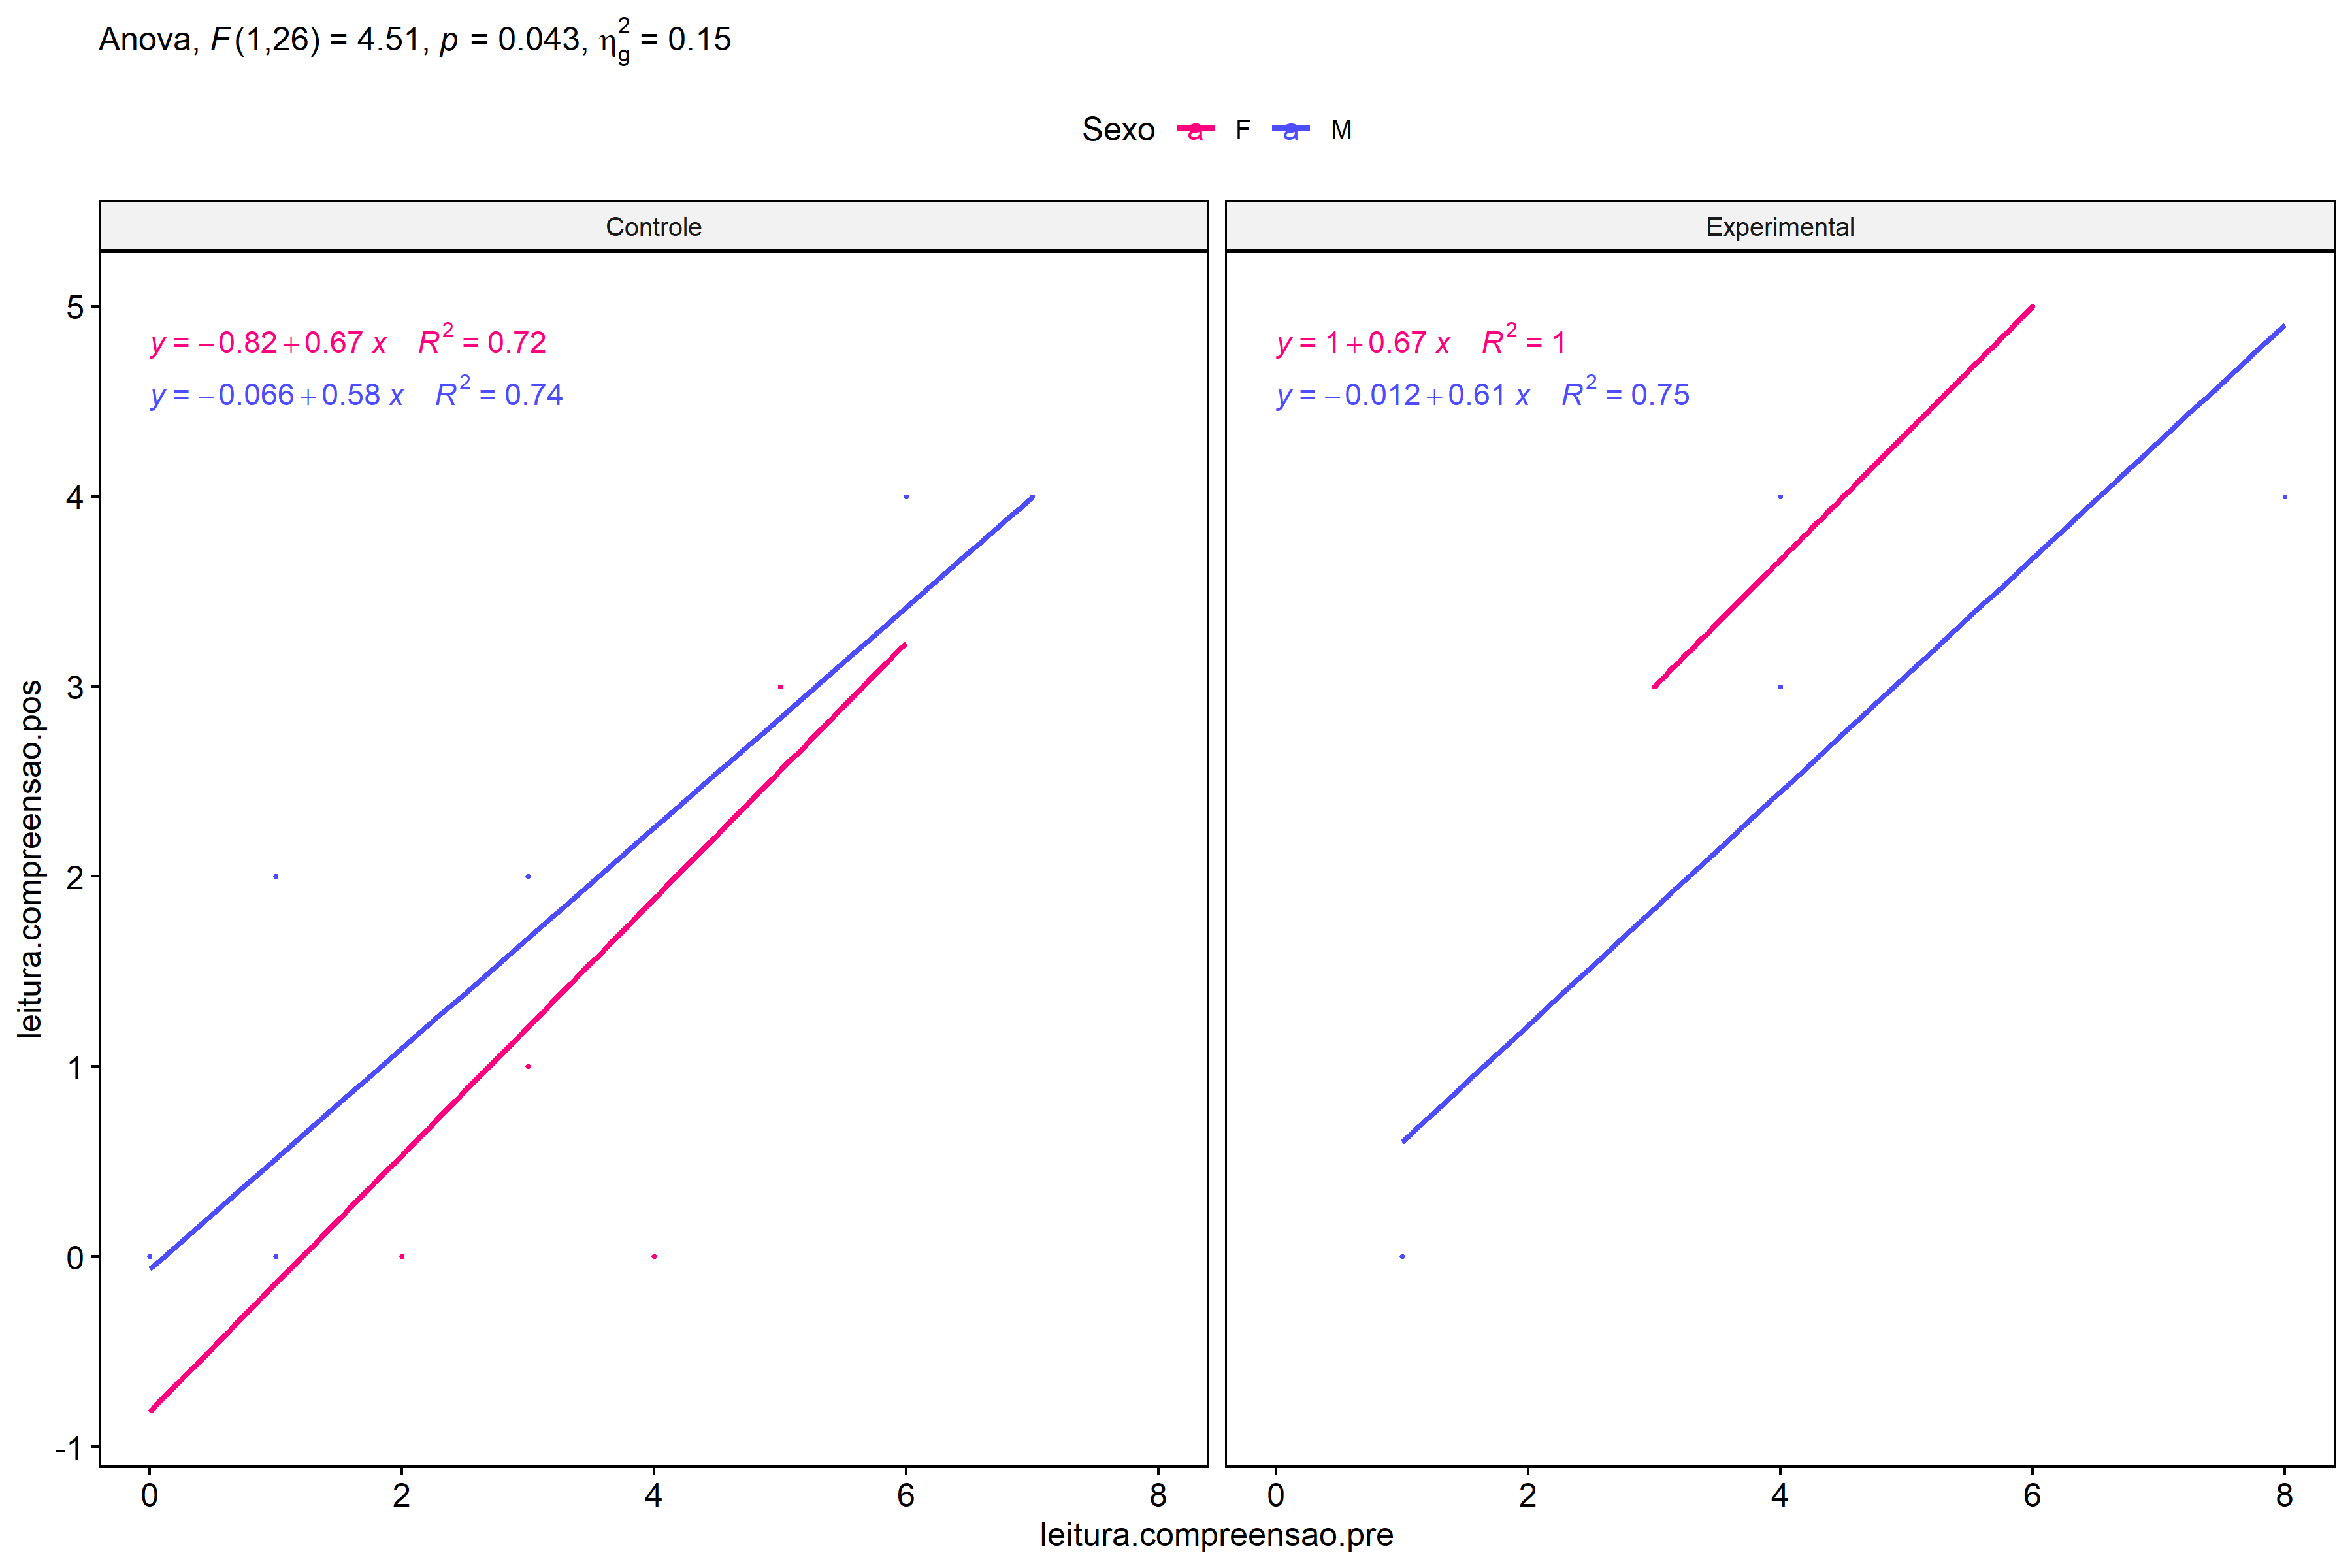 Anova, F(1,26) = 4.51, p = 0.043, η²g = 0.15
Sexo a F a M
Controle
Experimental
y = −0.82 + 0.67 x R² = 0.72
y = −0.066 + 0.58 x R² = 0.74
y = 1 + 0.67 x R² = 1
y = −0.012 + 0.61 x R² = 0.75
leitura.compreensao.pos
5
4
3
2
1
0
-1
0 2 4 6 8
0 2 4 6 8
leitura.compreensao.pre